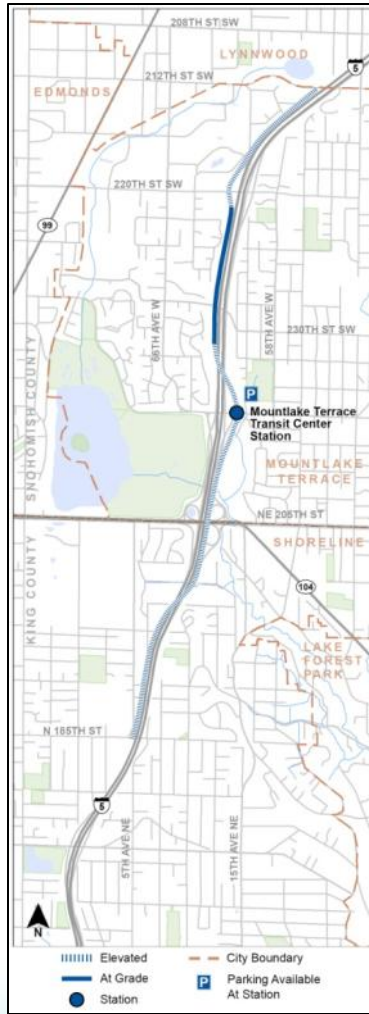 208TH ST SW
LYNNWOOD
5
212TH ST SW
EDMONDS
220TH ST SW
99
66TH AVE W
58TH AVE W
230TH ST SW
P
Mountlake Terrace
Transit Center
Station
SNOHOMISH COUNTY
MOUNTLAKE
TERRACE
NE 205TH ST
SHORELINE
KING COUNTY
104
LAKE
FOREST
PARK
N 185TH ST
5
5TH AVE NE
15TH AVE NE
N
Elevated
City Boundary
At Grade
P
Parking Available
At Station
Station